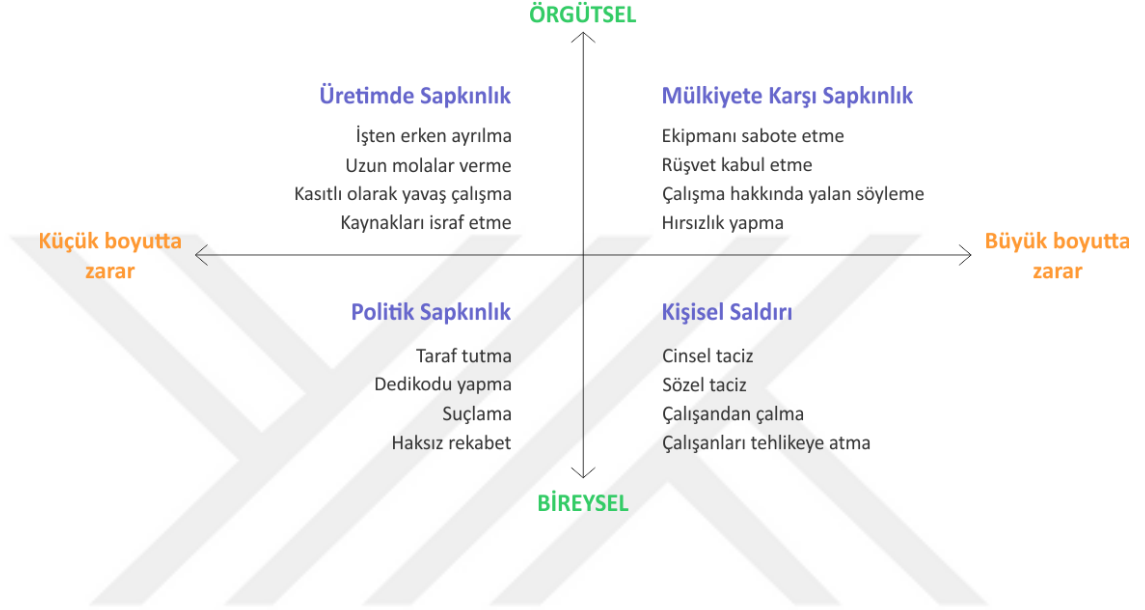 ÖRGÜTSEL
Üretimde Sapkınlık
İşten erken ayrılma
Uzun molalar verme
Kasıtlı olarak yavaş çalışma
Kaynakları israf etme
Mülkiyete Karşı Sapkınlık
Ekipmanı sabote etme
Rüşvet kabul etme
Çalışma hakkında yalan söyleme
Hırsızlık yapma
Küçük boyutta
zarar
Büyük boyutta
zarar
Politik Sapkınlık
Taraf tutma
Dedikodu yapma
Suçlama
Haksız rekabet
Kişisel Saldırı
Cinsel taciz
Sözel taciz
Çalışandan çalma
Çalışanları tehlikeye atma
BİREYSEL